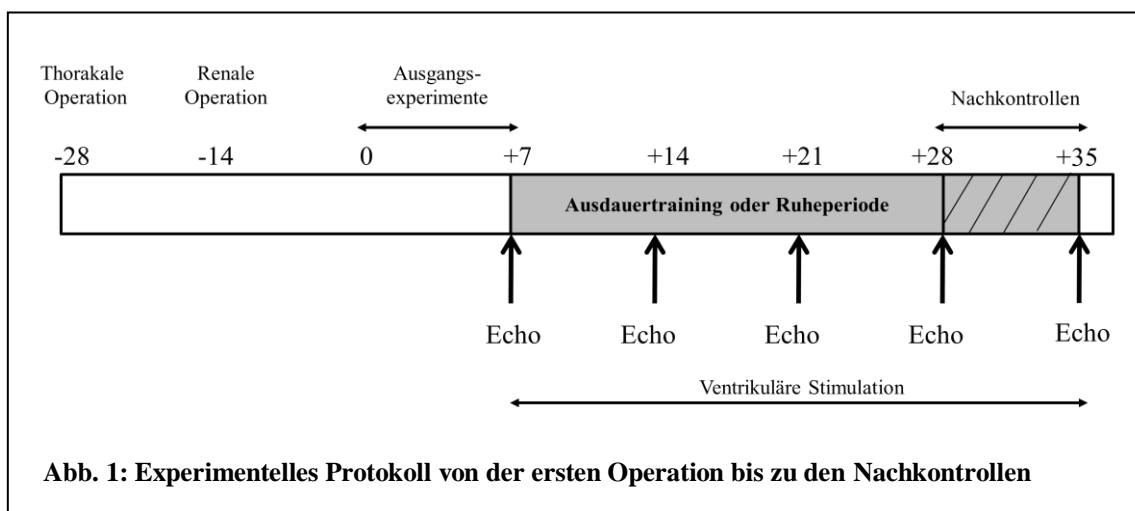 Thorakale Operation
Renale Operation
Ausgangs-
experimente
Nachkontrollen
-28 -14 0 +7 +14 +21 +28 +35
Ausdauertraining oder Ruheperiode
Echo Echo Echo Echo Echo
Ventrikuläre Stimulation
Abb. 1: Experimentelles Protokoll von der ersten Operation bis zu den Nachkontrollen